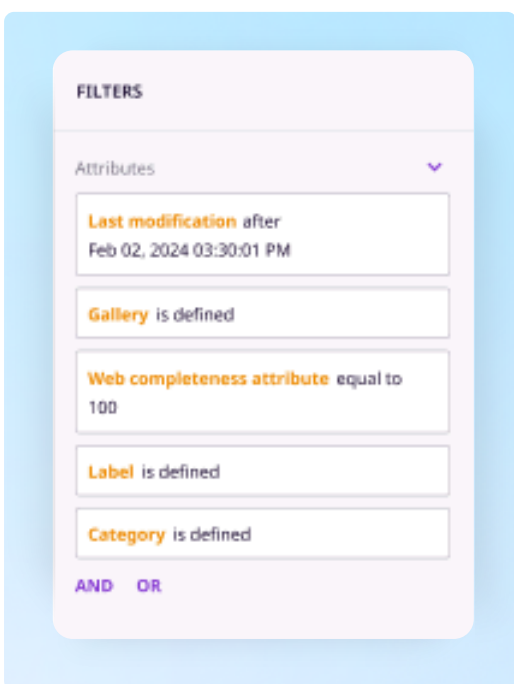 FILTERS
Attributes
Last modification after
Feb 02, 2024 03:30:01 PM
Gallery is defined
Web completeness attribute equal to
100
Label is defined
Category is defined
AND OR